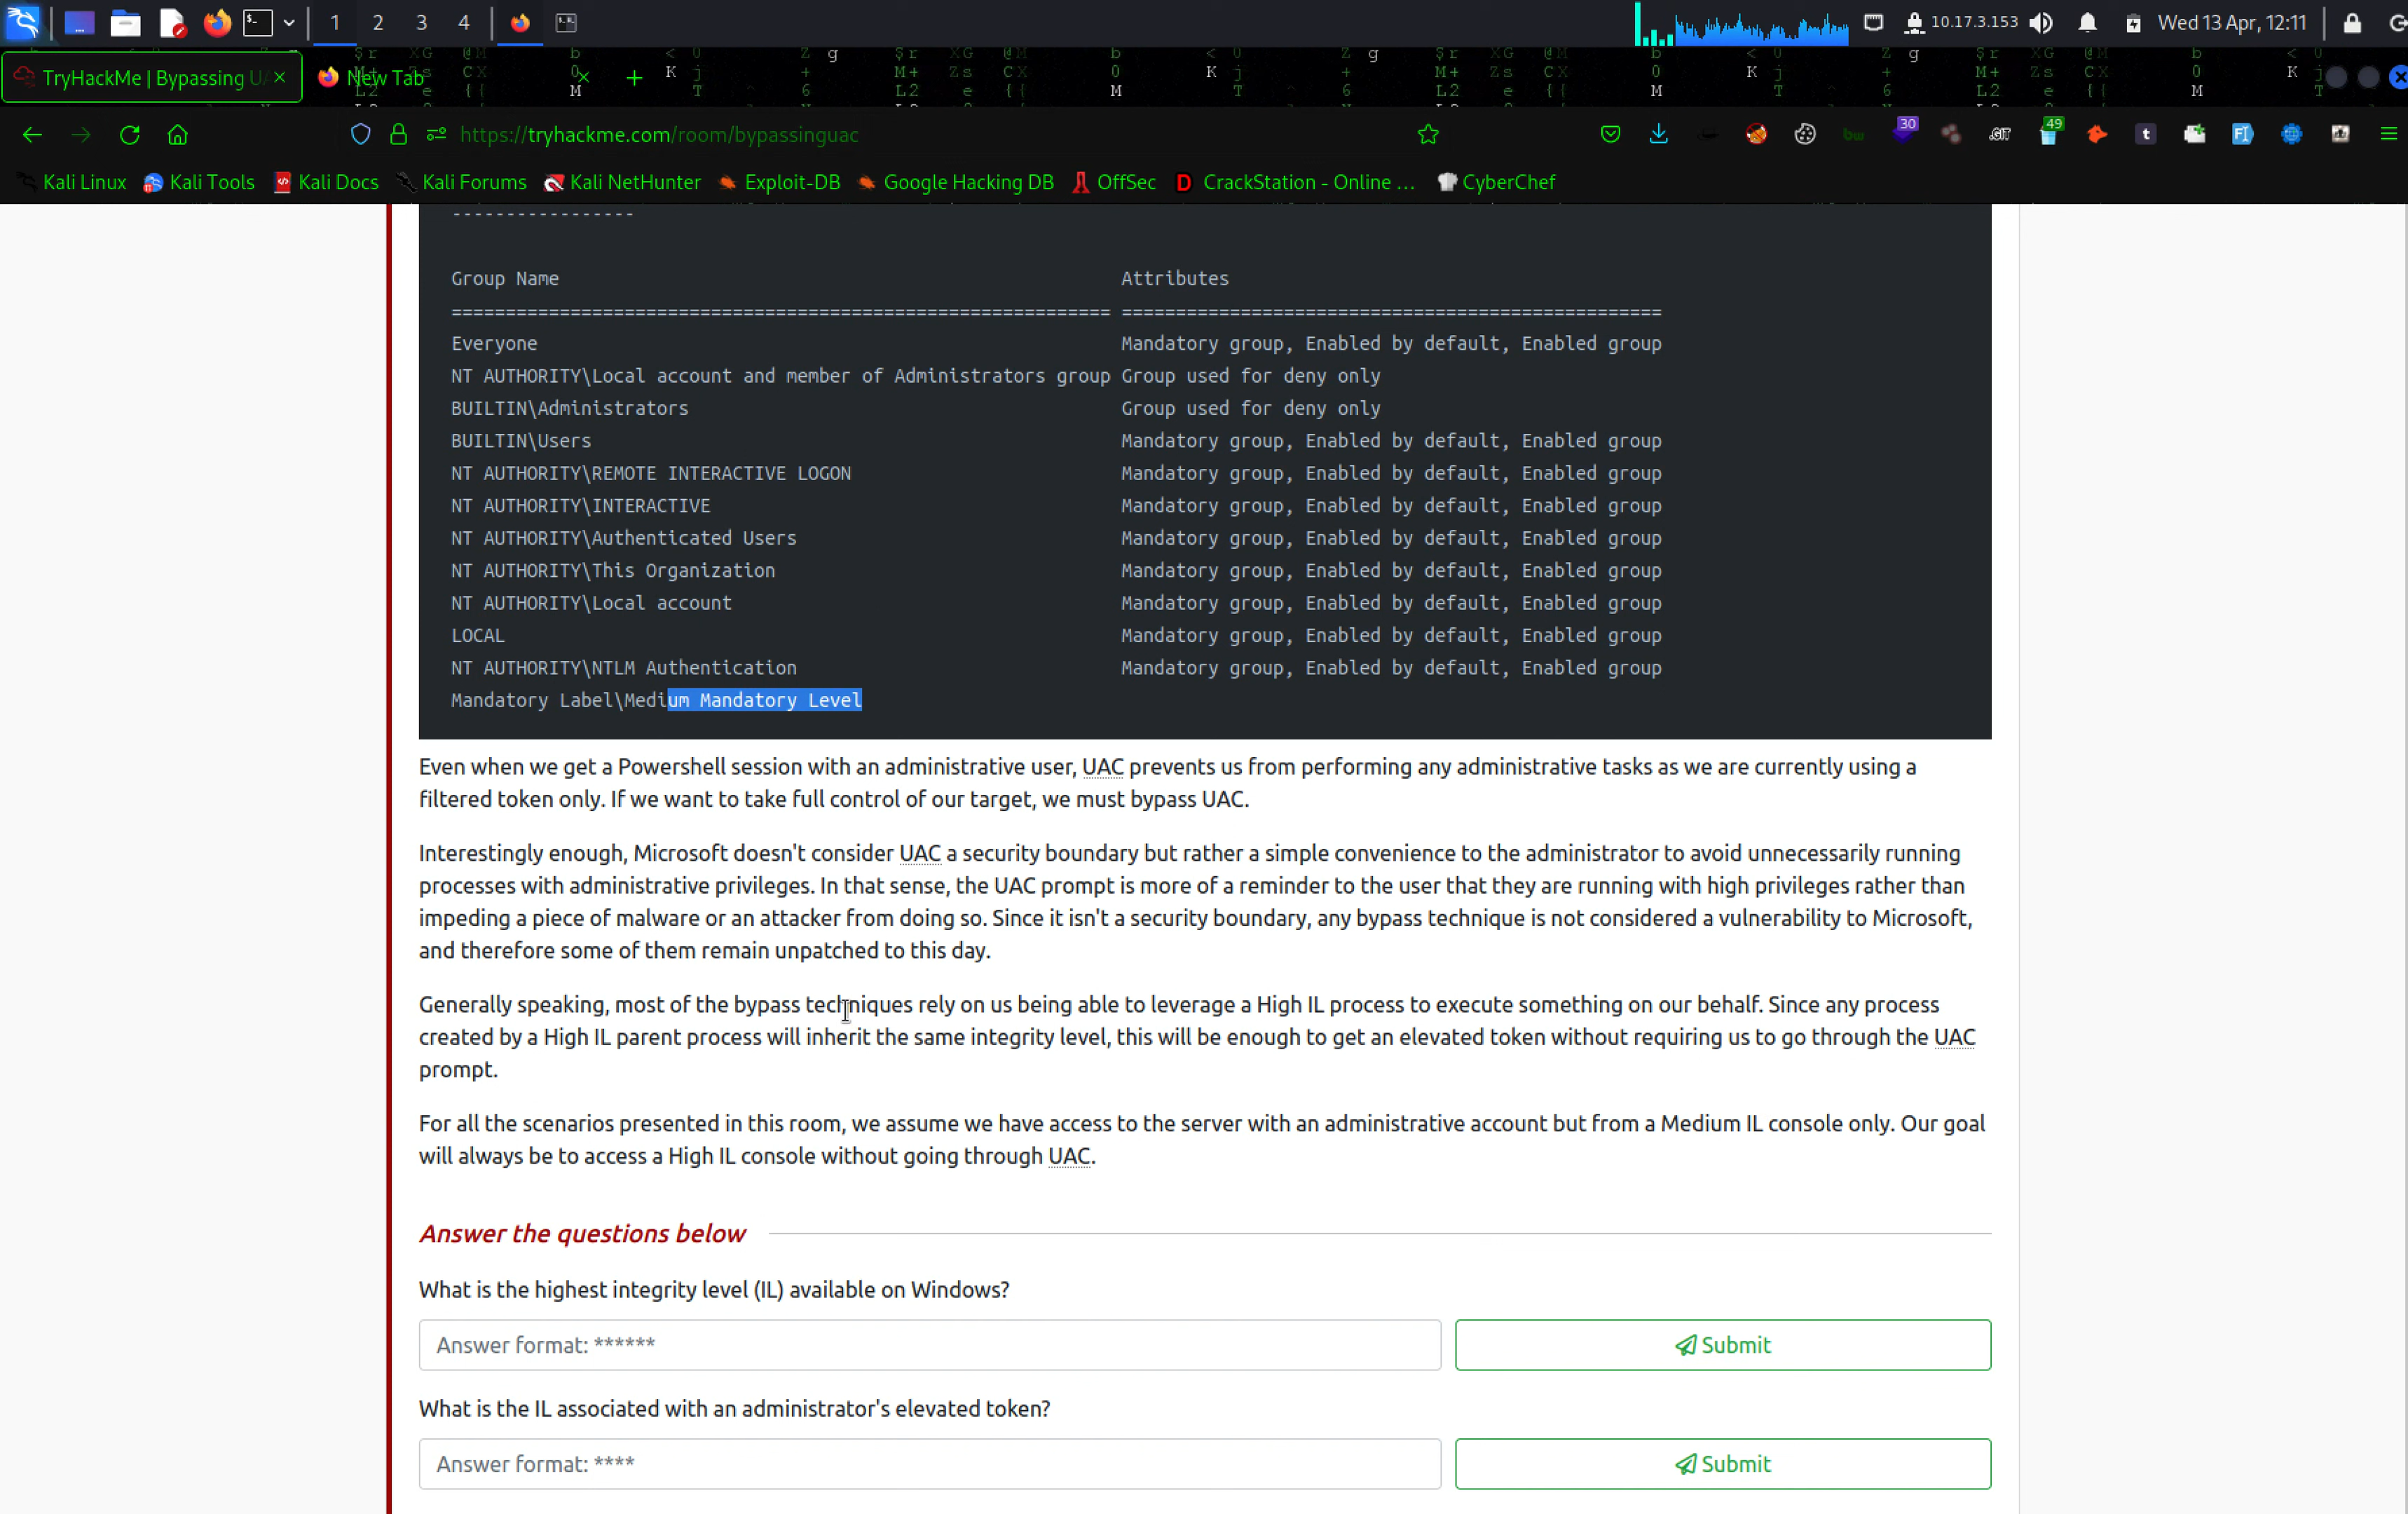 1 2 3 4 10.17.3.153 Wed 13 Apr, 12:11
TryHackMe | Bypassing UA New Tab
https://tryhackme.com/room/bypassinguac 30 .GIT 49
Kali Linux Kali Tools Kali Docs Kali Forums Kali NetHunter Exploit-DB Google Hacking DB OffSec CrackStation - Online ... CyberChef
-----------------
Group Name Attributes
============================================================= ==================================================
Everyone Mandatory group, Enabled by default, Enabled group
NT AUTHORITY\Local account and member of Administrators group Group used for deny only
BUILTIN\Administrators Group used for deny only
BUILTIN\Users Mandatory group, Enabled by default, Enabled group
NT AUTHORITY\REMOTE INTERACTIVE LOGON Mandatory group, Enabled by default, Enabled group
NT AUTHORITY\INTERACTIVE Mandatory group, Enabled by default, Enabled group
NT AUTHORITY\Authenticated Users Mandatory group, Enabled by default, Enabled group
NT AUTHORITY\This Organization Mandatory group, Enabled by default, Enabled group
NT AUTHORITY\Local account Mandatory group, Enabled by default, Enabled group
LOCAL Mandatory group, Enabled by default, Enabled group
NT AUTHORITY\NTLM Authentication Mandatory group, Enabled by default, Enabled group
Mandatory Label\Medium Mandatory Level
Even when we get a Powershell session with an administrative user, UAC prevents us from performing any administrative tasks as we are currently using a
filtered token only. If we want to take full control of our target, we must bypass UAC.
Interestingly enough, Microsoft doesn't consider UAC a security boundary but rather a simple convenience to the administrator to avoid unnecessarily running
processes with administrative privileges. In that sense, the UAC prompt is more of a reminder to the user that they are running with high privileges rather than
impeding a piece of malware or an attacker from doing so. Since it isn't a security boundary, any bypass technique is not considered a vulnerability to Microsoft,
and therefore some of them remain unpatched to this day.
Generally speaking, most of the bypass techniques rely on us being able to leverage a High IL process to execute something on our behalf. Since any process
created by a High IL parent process will inherit the same integrity level, this will be enough to get an elevated token without requiring us to go through the UAC
prompt.
For all the scenarios presented in this room, we assume we have access to the server with an administrative account but from a Medium IL console only. Our goal
will always be to access a High IL console without going through UAC.
Answer the questions below
What is the highest integrity level (IL) available on Windows?
Answer format: ****** Submit
What is the IL associated with an administrator's elevated token?
Answer format: **** Submit